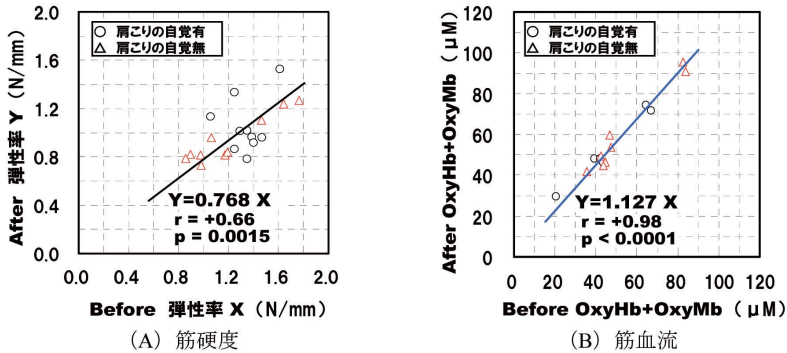 2.0
1.6
1.2
0.8
0.4
0.0
After 弾性率 Y (N/mm)
○ 肩こりの自覚有
△ 肩こりの自覚無
Y=0.768 X
r = +0.66
p = 0.0015
0.0 0.4 0.8 1.2 1.6 2.0
Before 弾性率 X (N/mm)
(A) 筋硬度
120
100
80
60
40
20
0
After OxyHb+OxyMb (μM)
○ 肩こりの自覚有
△ 肩こりの自覚無
Y=1.127 X
r = +0.98
p < 0.0001
0 20 40 60 80 100 120
Before OxyHb+OxyMb (μM)
(B) 筋血流